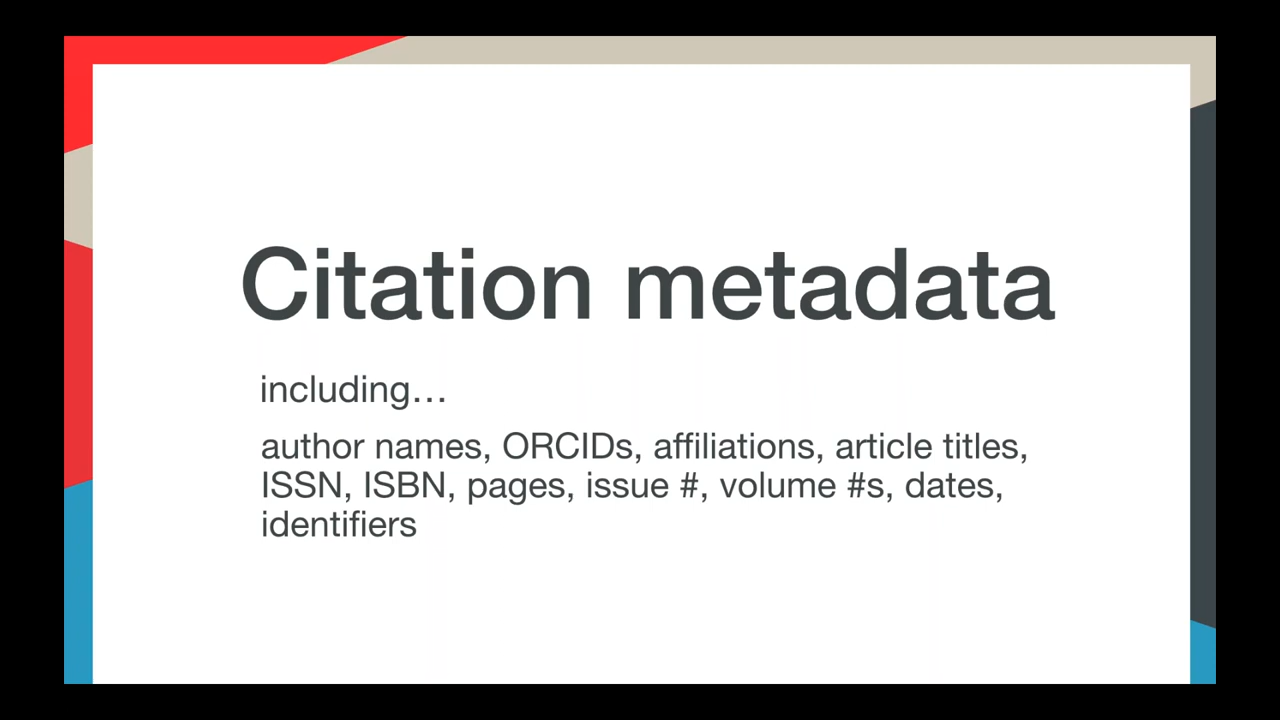 Citation metadata
including…
author names, ORCIDs, affiliations, article titles,
ISSN, ISBN, pages, issue #, volume #s, dates,
identifiers